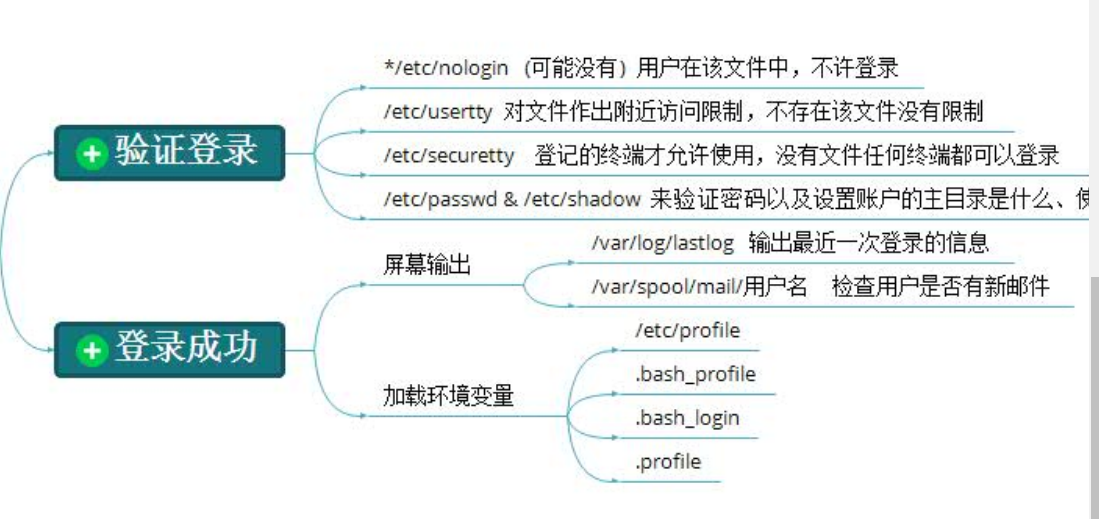 */etc/nologin (可能没有) 用户在该文件中，不许登录
/etc/usertty 对文件作出附近访问限制，不存在该文件没有限制
验证登录
/etc/securetty 登记的终端才允许使用，没有文件任何终端都可以登录
/etc/passwd & /etc/shadow 来验证密码以及设置账户的主目录是什么、
/var/log/lastlog 输出最近一次登录的信息
屏幕输出
/var/spool/mail/用户名 检查用户是否有新邮件
登录成功
/etc/profile
.bash_profile
加载环境变量
.bash_login
.profile